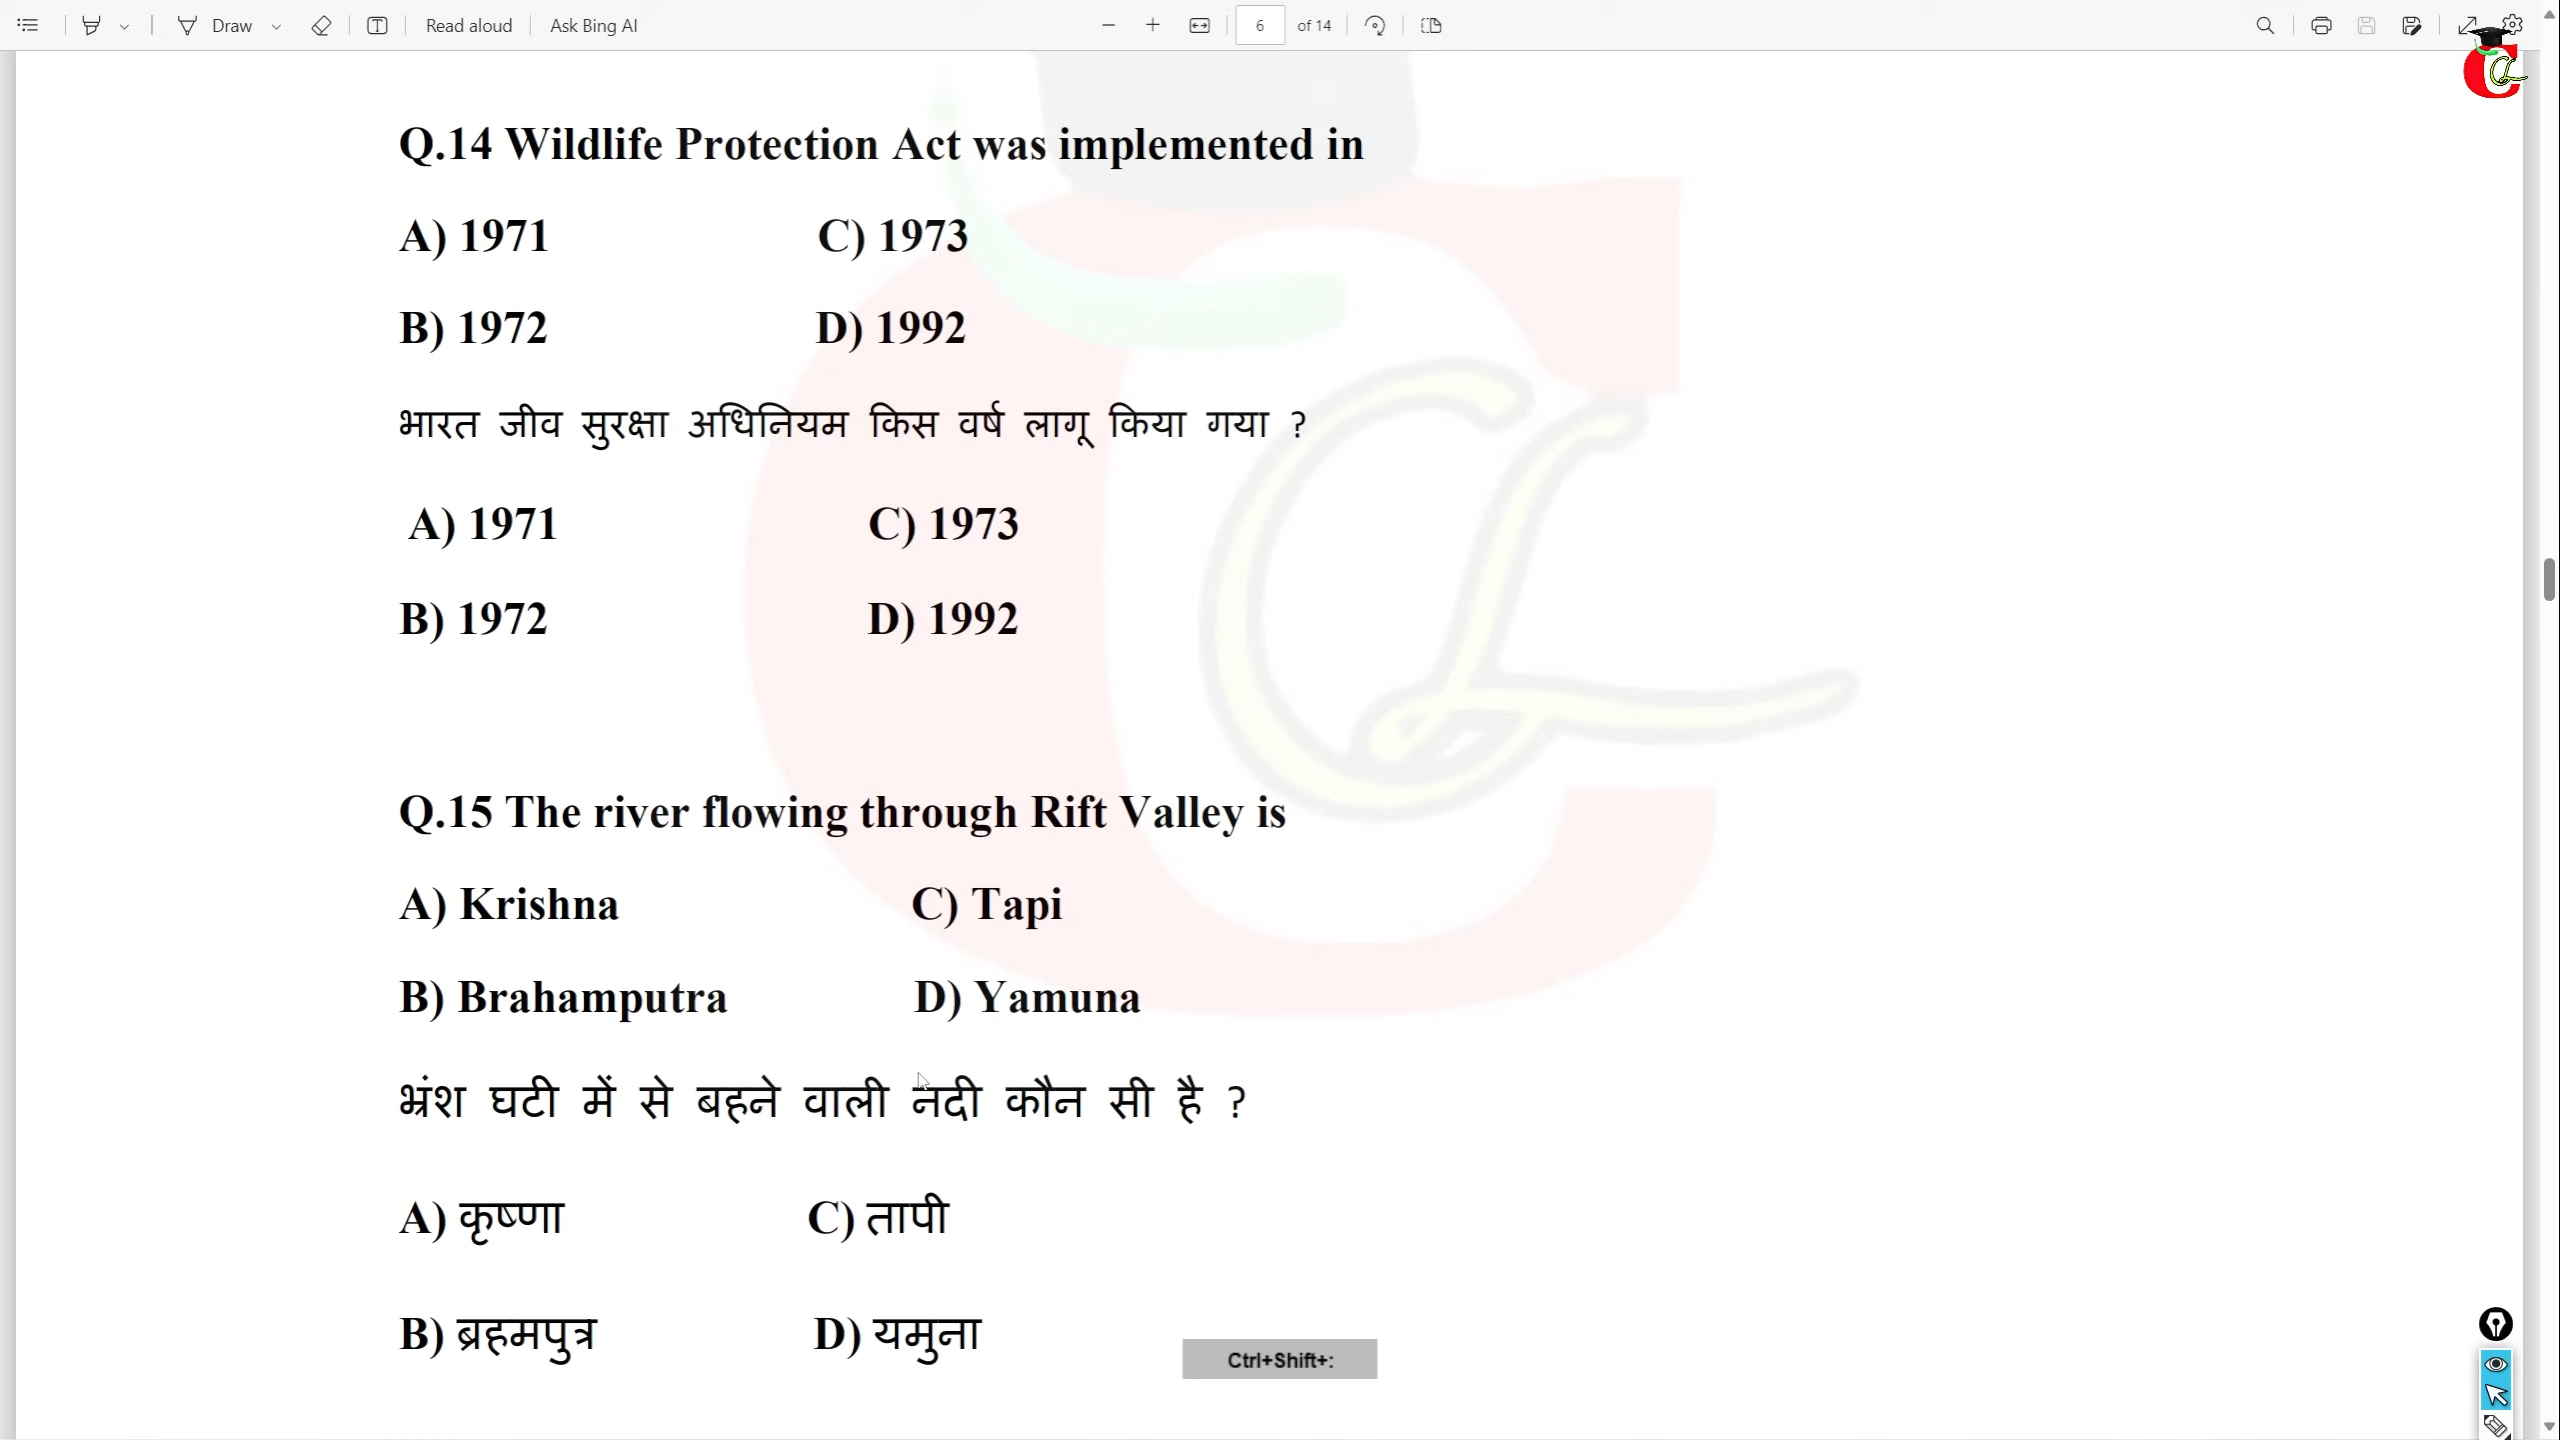 Draw Read aloud Ask Bing AI 6 of 14
Q.14 Wildlife Protection Act was implemented in
A) 1971 C) 1973
B) 1972 D) 1992
भारत जीव सुरक्षा अधिनियम किस वर्ष लागू किया गया ?
A) 1971 C) 1973
B) 1972 D) 1992
Q.15 The river flowing through Rift Valley is
A) Krishna C) Tapi
B) Brahamputra D) Yamuna
भ्रंश घटी में से बहने वाली नदी कौन सी है ?
A) कृष्णा C) तापी
B) ब्रहमपुत्र D) यमुना
Ctrl+Shift+: